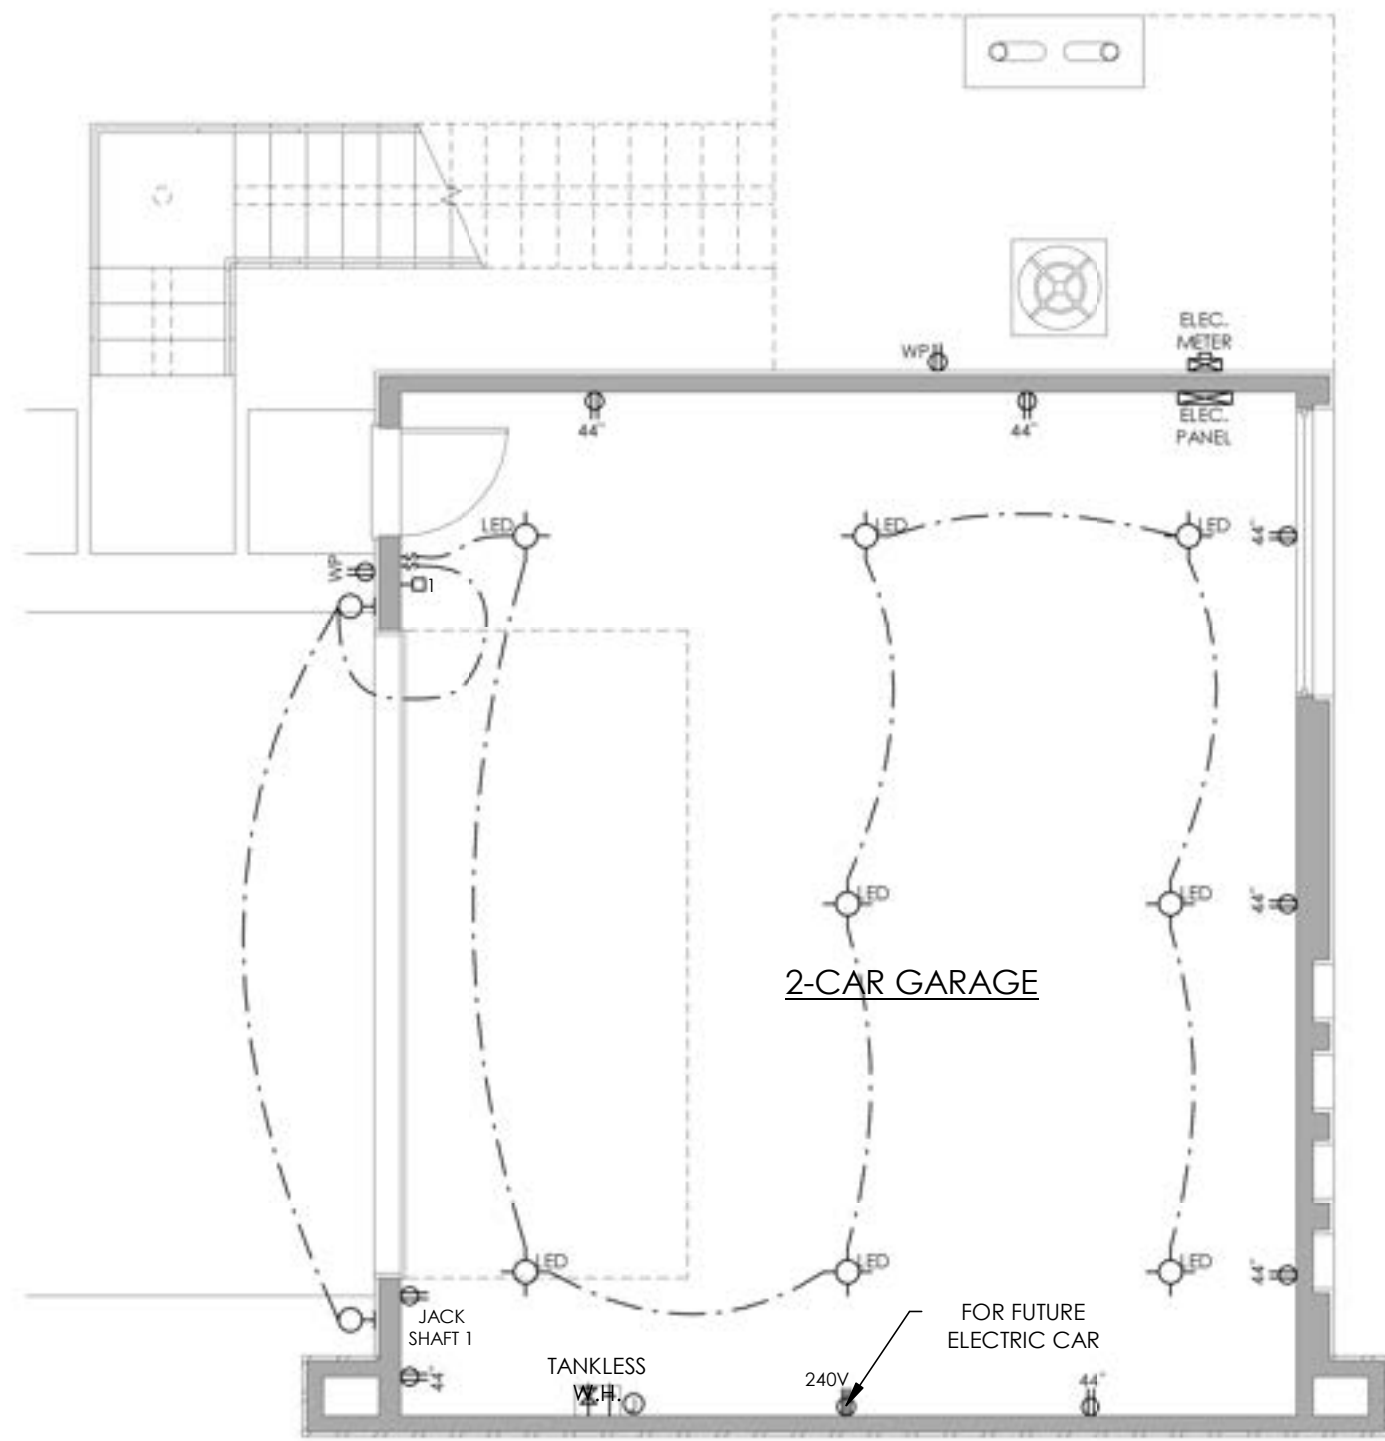 ELEC.
METER
WP
ELEC.
PANEL
44"
44"
LED
LED
LED
44"
WP
1
LED
LED
44"
2-CAR GARAGE
LED
LED
LED
44"
JACK
SHAFT 1
FOR FUTURE
ELECTRIC CAR
TANKLESS
W.H.
240V
44"
44"
J